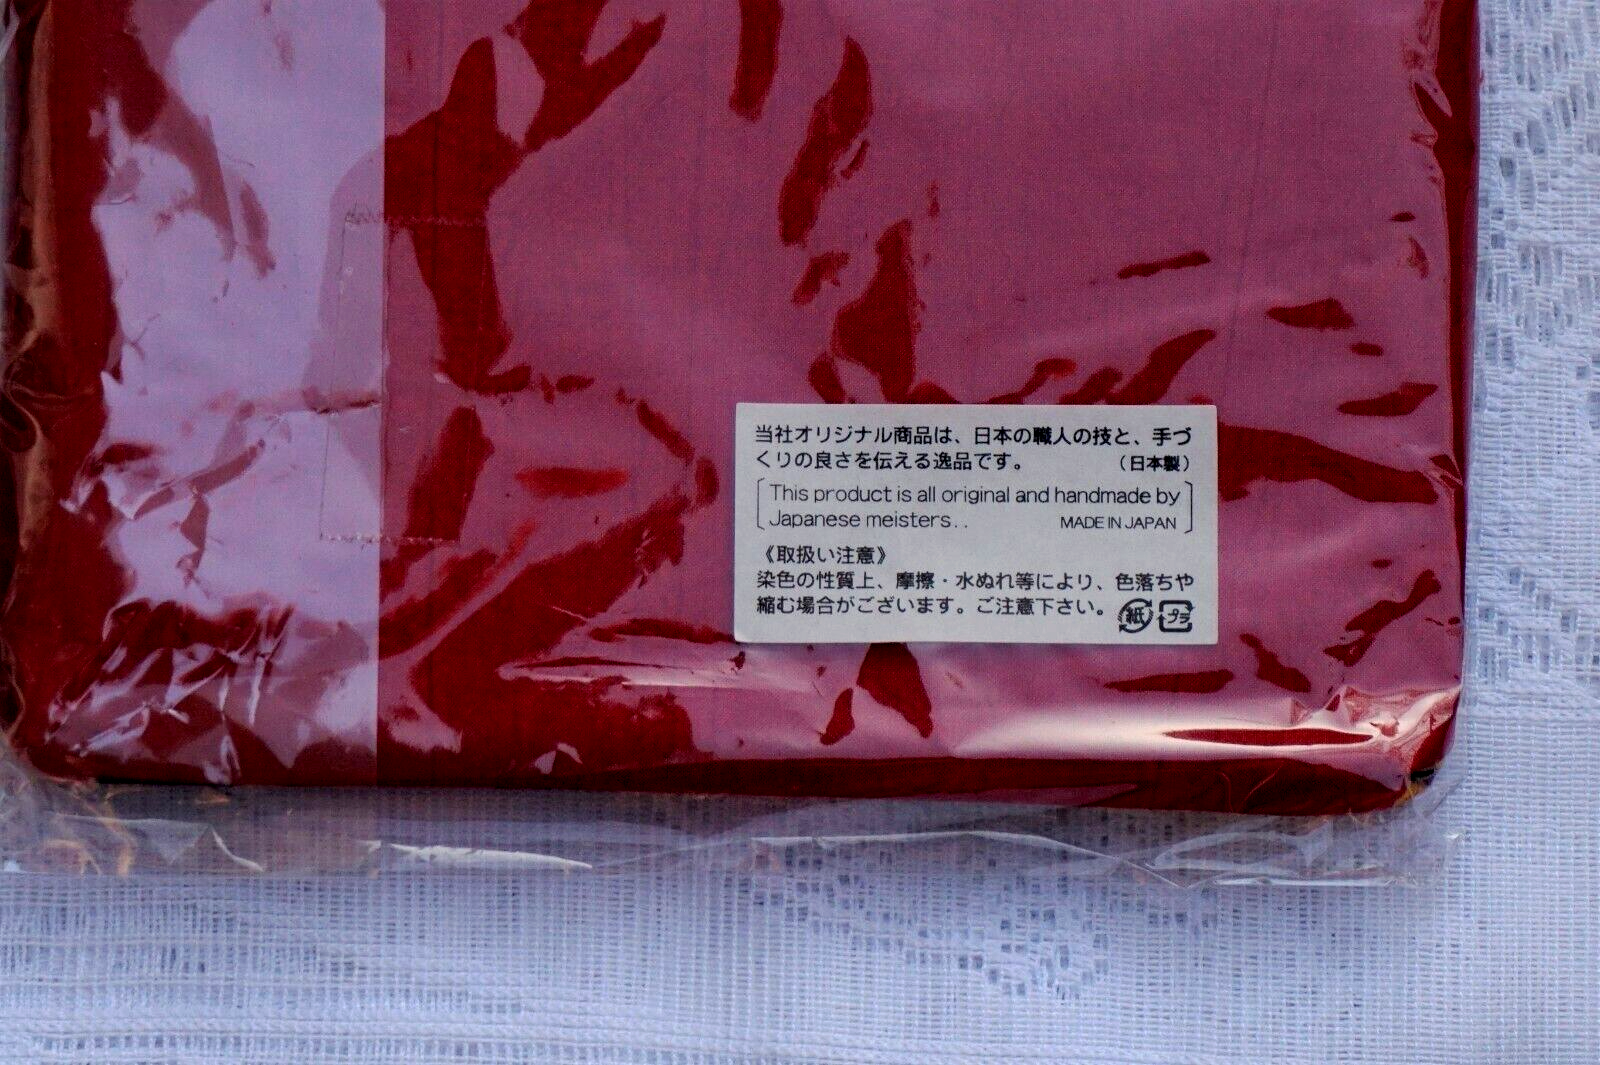 当社オリジナル商品は、日本の職人の技と、手づ
くりの良さを伝える逸品です。 （日本製）
This product is all original and handmade by
Japanese meisters.. MADE IN JAPAN
《取扱い注意》
染色の性質上、摩擦・水ぬれ等により、色落ちや
縮む場合がございます。ご注意下さい。 紙 プラ